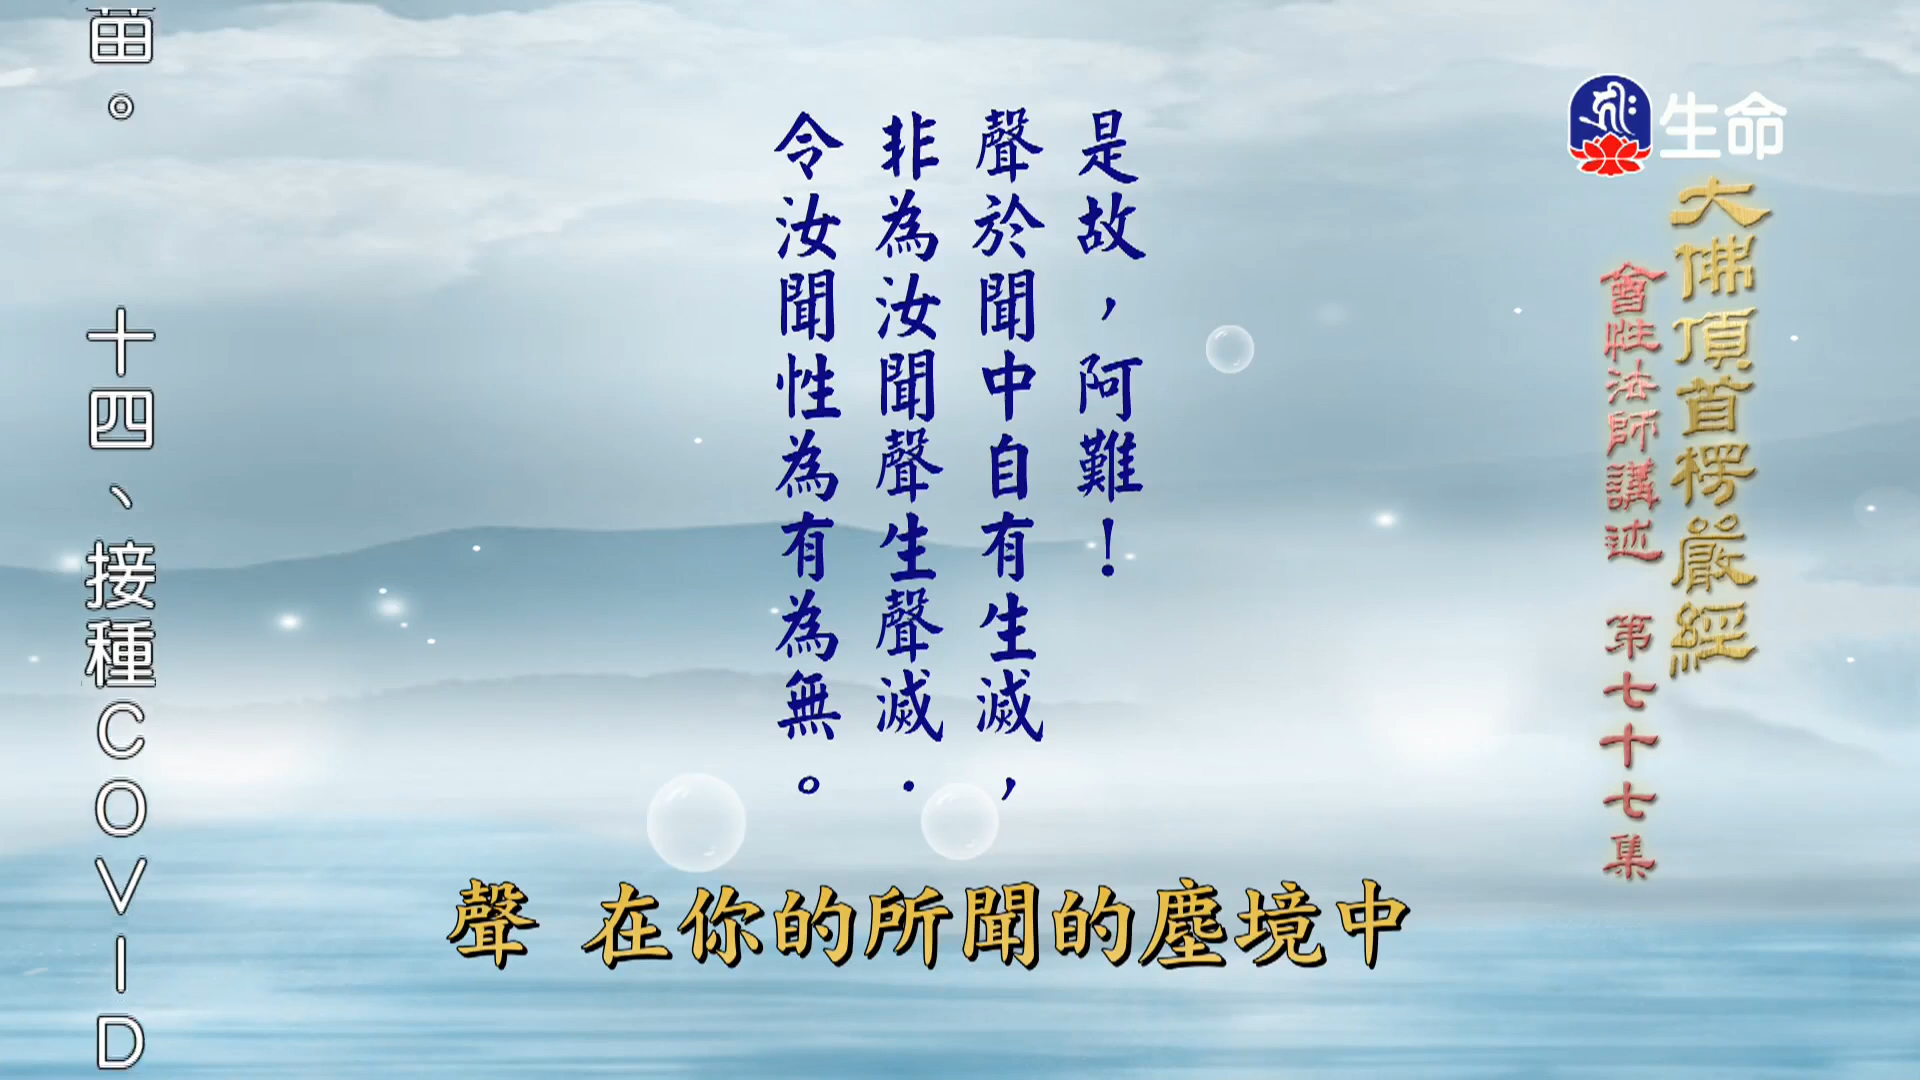 生命
大佛頂首楞嚴經
會性法師講述 第七十七集
是故，阿難！
聲於聞中自有生滅，
非為汝聞聲生聲滅．
令汝聞性為有為無。
聲 在你的所聞的塵境中
苗。 十四、接種COVID